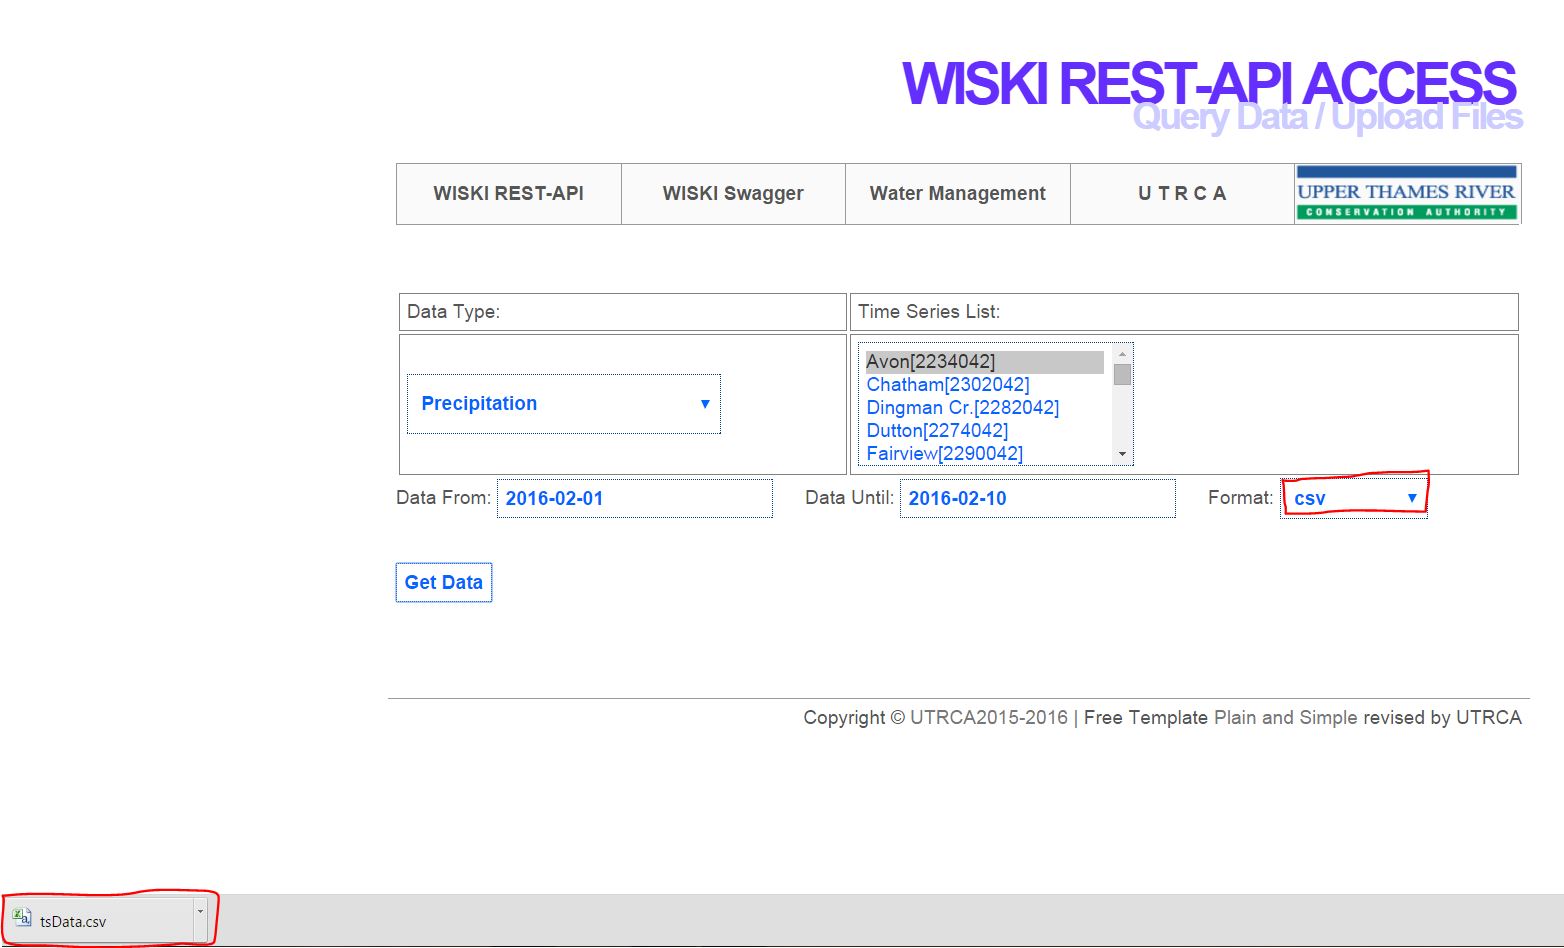 WISKI REST-API ACCESS
Query Data / Upload Files
WISKI REST-API WISKI Swagger Water Management U T R C A UPPER THAMES RIVER
CONSERVATION AUTHORITY
Data Type: Time Series List:
Precipitation
Avon[2234042]
Chatham[2302042]
Dingman Cr.[2282042]
Dutton[2274042]
Fairview[2290042]
Data From: 2016-02-01 Data Until: 2016-02-10 Format: csv
Get Data
Copyright © UTRCA2015-2016 | Free Template Plain and Simple revised by UTRCA
tsData.csv